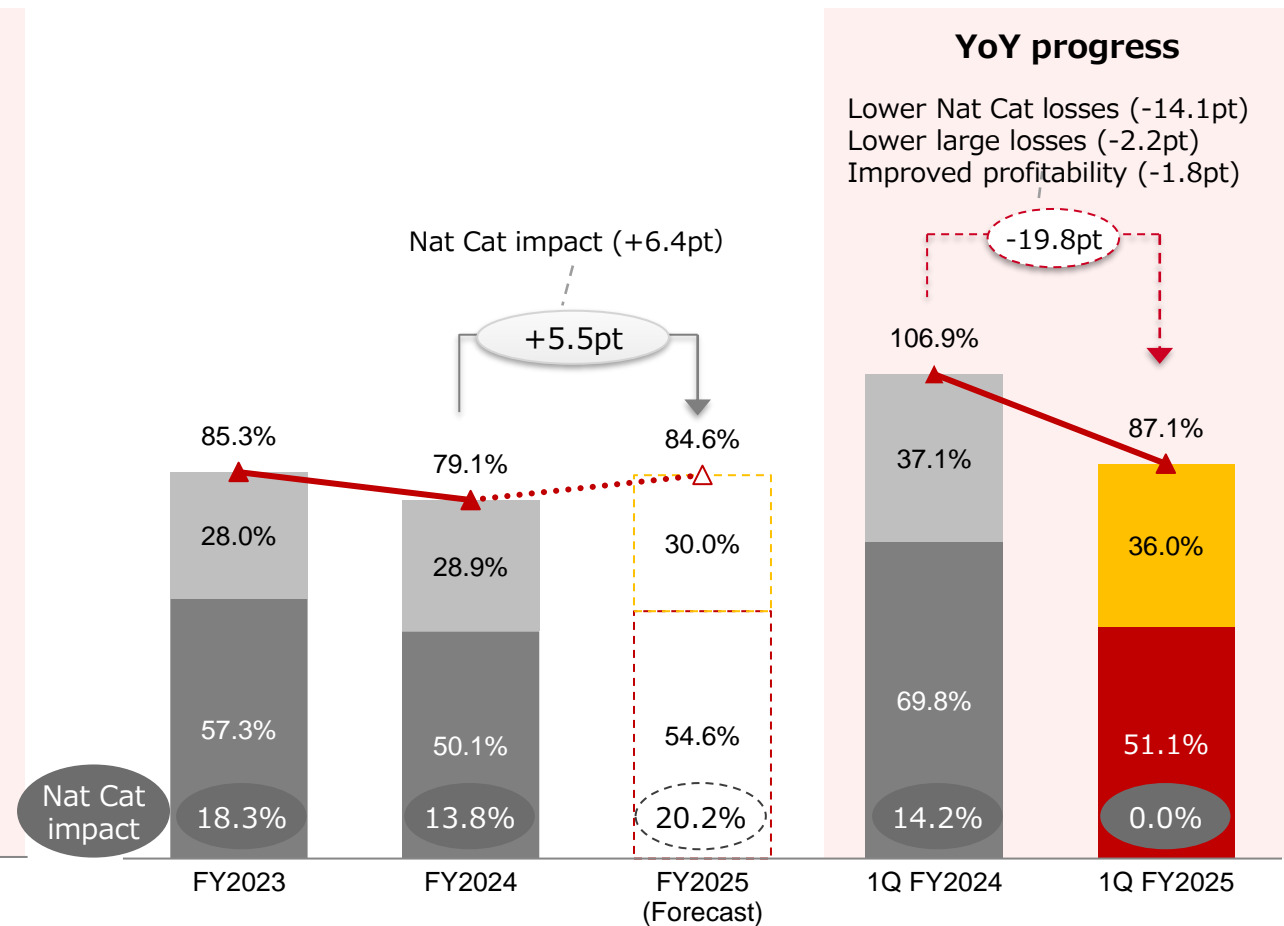 YoY progress
Lower Nat Cat losses (-14.1pt)
Lower large losses (-2.2pt)
Improved profitability (-1.8pt)
Nat Cat impact (+6.4pt)
-19.8pt
+5.5pt
106.9%
85.3%
79.1%
84.6%
87.1%
28.0%
28.9%
30.0%
37.1%
36.0%
57.3%
50.1%
54.6%
69.8%
51.1%
Nat Cat
impact
18.3%
13.8%
20.2%
14.2%
0.0%
FY2023
FY2024
FY2025
(Forecast)
1Q FY2024
1Q FY2025